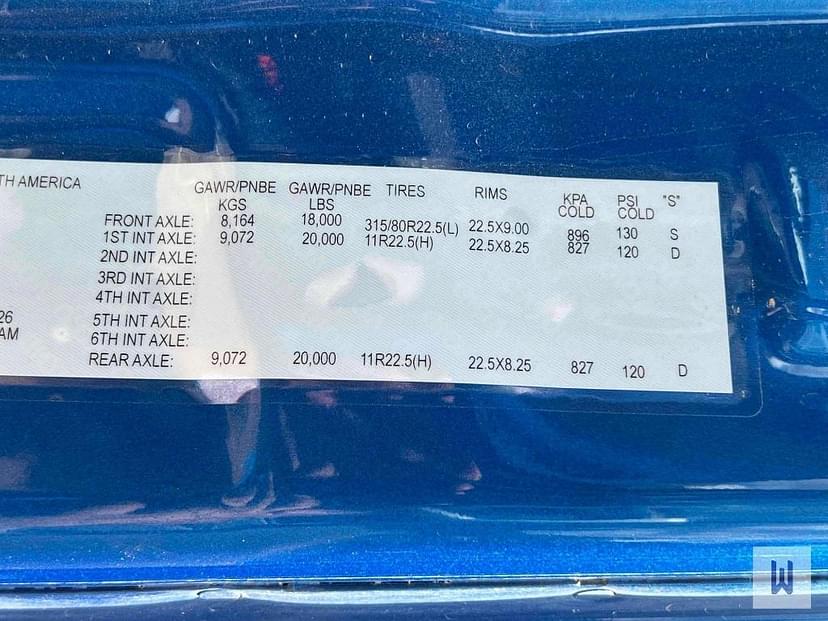 TH AMERICA
GAWR/PNBE GAWR/PNBE TIRES RIMS KPA PSI "S"
KGS LBS COLD COLD
FRONT AXLE: 8,164 18,000 315/80R22.5(L) 22.5X9.00 896 130 S
1ST INT AXLE: 9,072 20,000 11R22.5(H) 22.5X8.25 827 120 D
2ND INT AXLE:
3RD INT AXLE:
4TH INT AXLE:
26 5TH INT AXLE:
AM 6TH INT AXLE:
REAR AXLE: 9,072 20,000 11R22.5(H) 22.5X8.25 827 120 D
W